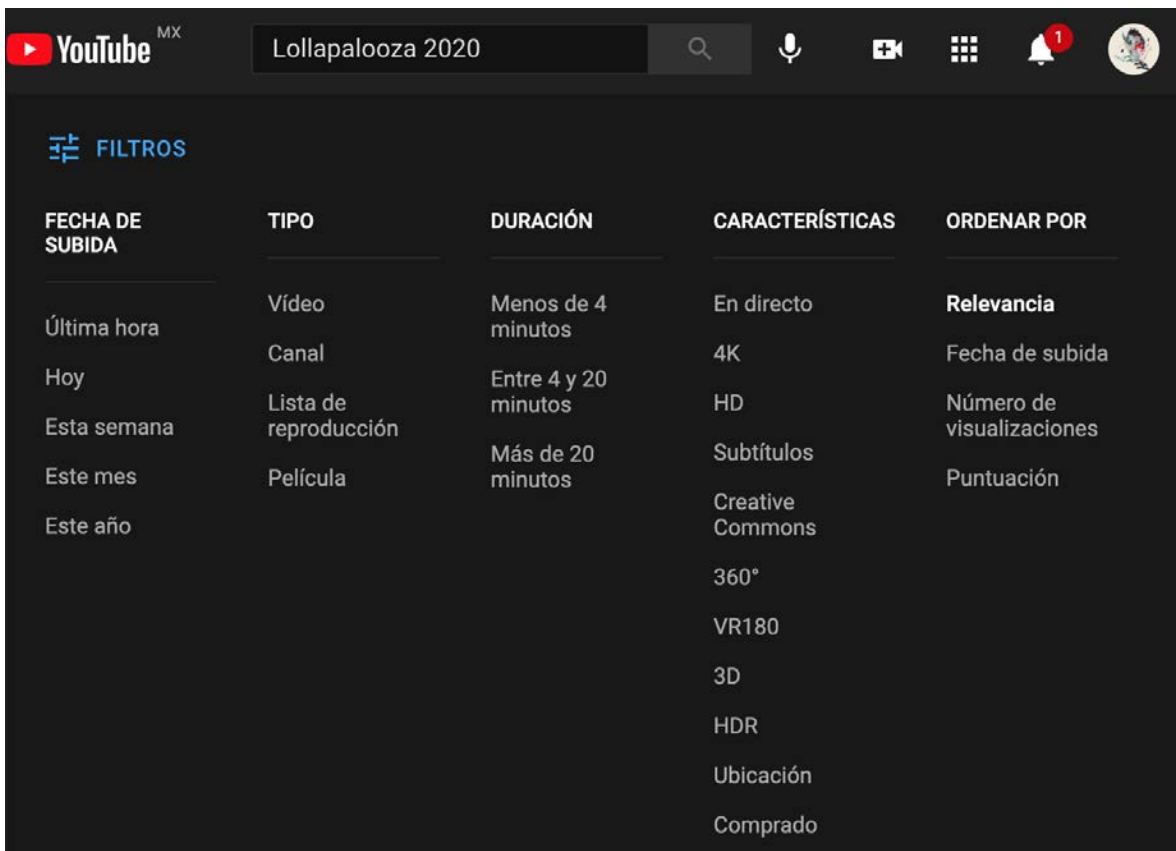 YouTube MX
Lollapalooza 2020
1
FILTROS
FECHA DE
SUBIDA
Última hora
Hoy
Esta semana
Este mes
Este año
TIPO
Vídeo
Canal
Lista de
reproducción
Película
DURACIÓN
Menos de 4
minutos
Entre 4 y 20
minutos
Más de 20
minutos
CARACTERÍSTICAS
En directo
4K
HD
Subtítulos
Creative
Commons
360°
VR180
3D
HDR
Ubicación
Comprado
ORDENAR POR
Relevancia
Fecha de subida
Número de
visualizaciones
Puntuación